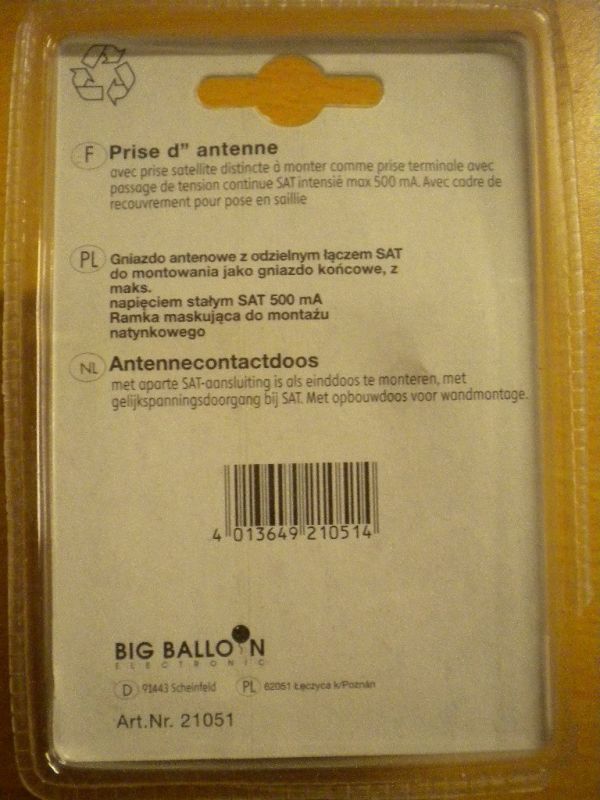 F Prise d” antenne
avec prise satellite distincte à monter comme prise terminale avec
passage de tension continue SAT intensié max 500 mA. Avec cadre de
recouvrement pour pose en saillie
PL Gniazdo antenowe z odzielnym łączem SAT
do montowania jako gniazdo końcowe, z
maks.
napięciem stałym SAT 500 mA
Ramka maskująca do montażu
natynkowego
NL Antennecontactdoos
met aparte SAT-aansluiting is als einddoos te monteren, met
gelijkspanningsdoorgang bij SAT. Met opbouwdoos voor wandmontage.
4 013649 210514
BIG BALLOON
ELECTRONIC
D 91443 Scheinfeld PL 62051 Łęczyca k/Poznán
Art.Nr. 21051